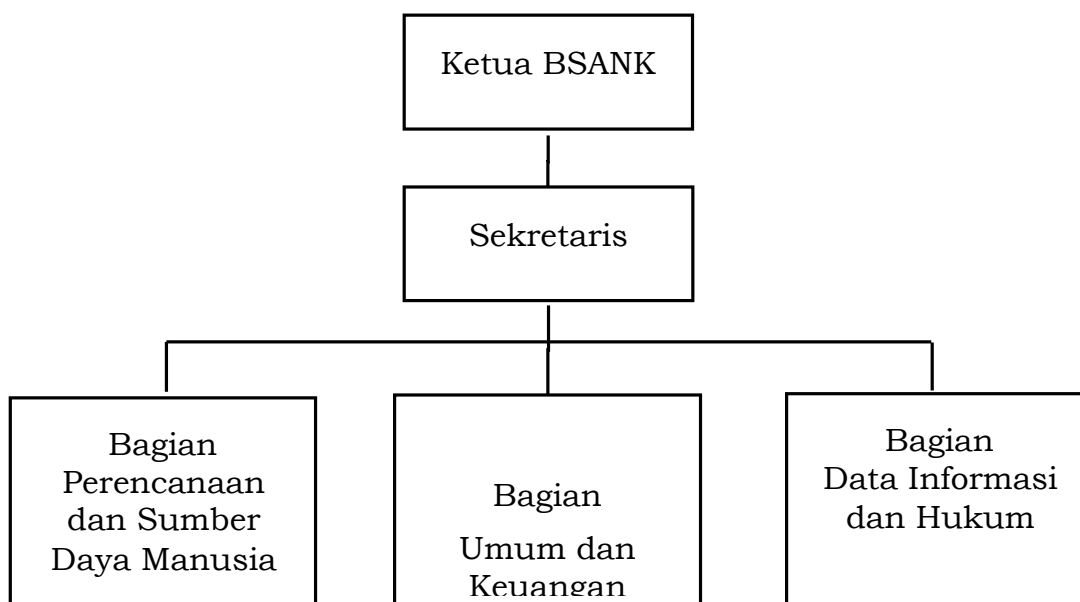 Ketua BSANK
Sekretaris
Bagian
Perencanaan
dan Sumber
Daya Manusia
Bagian
Umum dan
Keuangan
Bagian
Data Informasi
dan Hukum